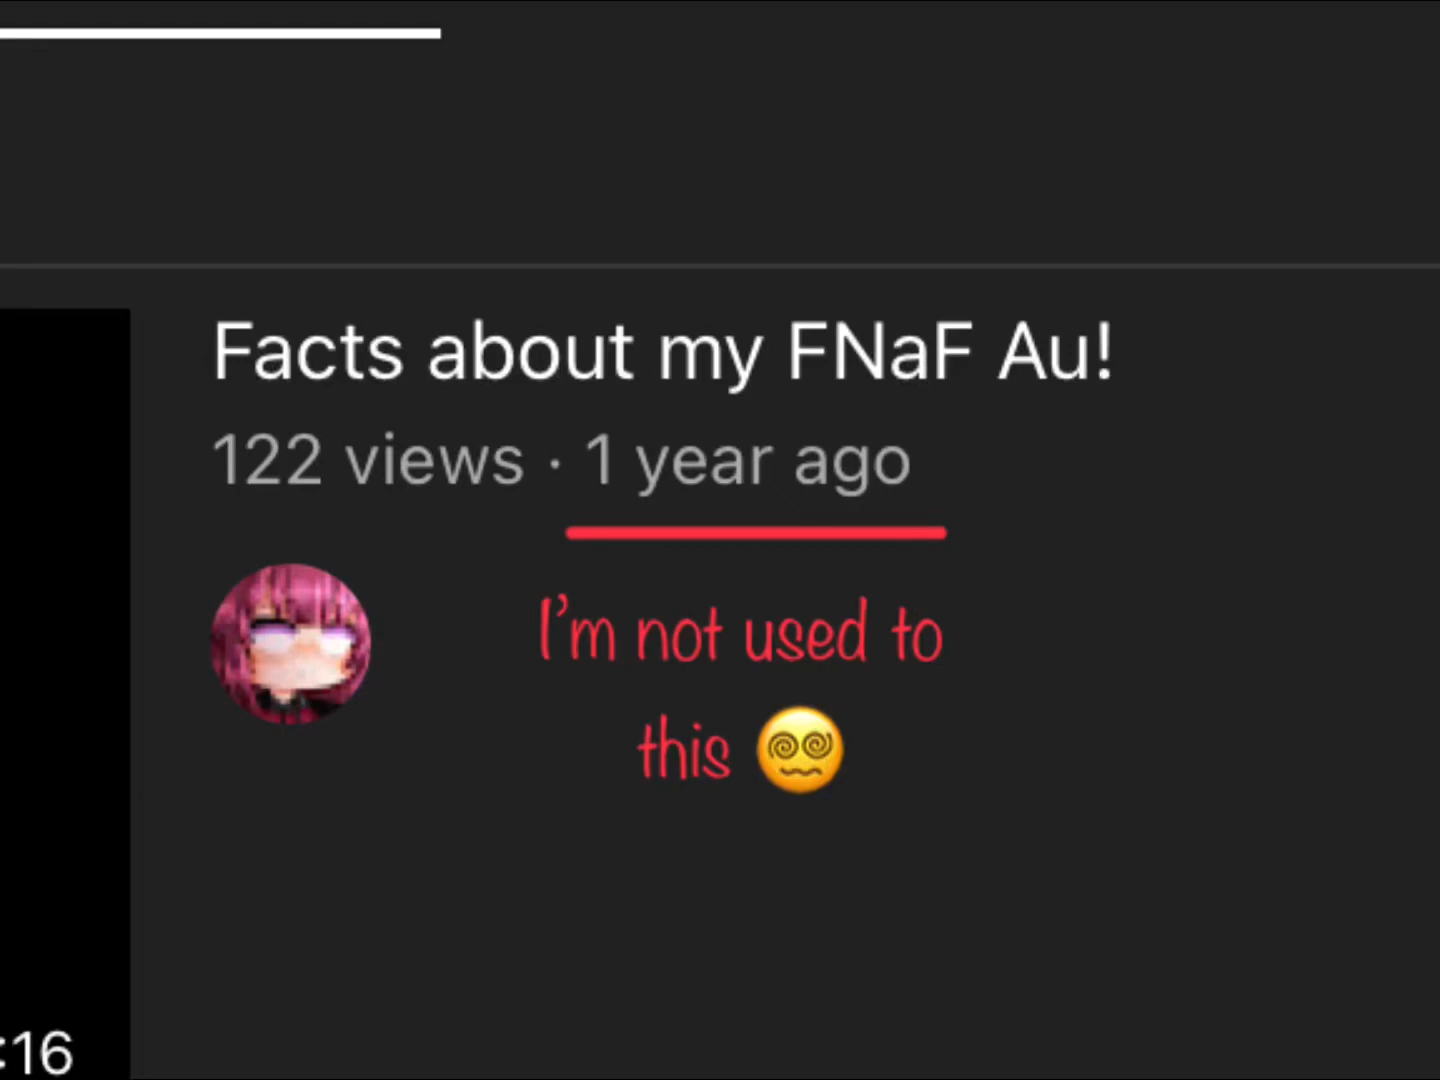 Facts about my FNaF Au!
122 views · 1 year ago
I'm not used to
this 😵‍💫
:16